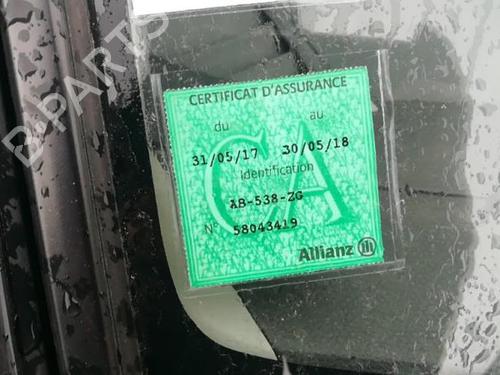 B-PARTS
CERTIFICAT D'ASSURANCE
du au
31/05/17 30/05/18
Identification
AB-538-ZG
N° 58043419
CA
Allianz